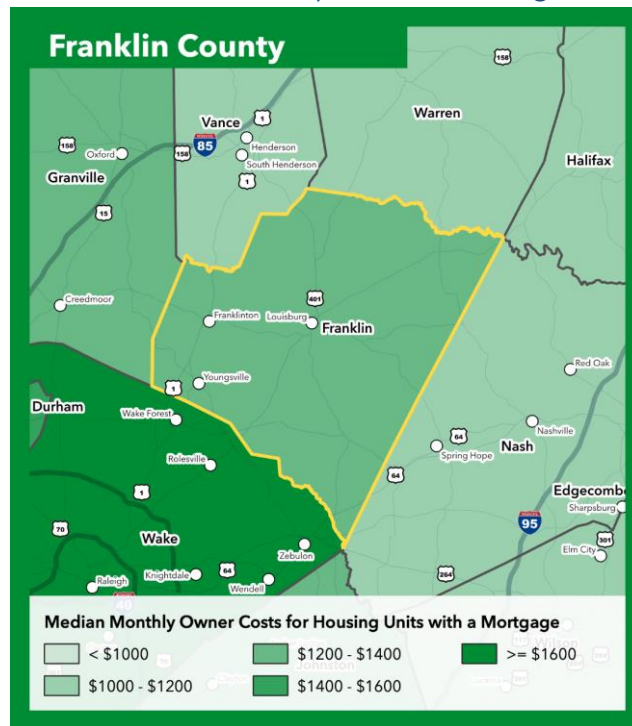 Franklin County
158
Warren
Vance
1
85
Henderson
158
Oxford
158
South Henderson
Halifax
Granville
1
15
Creedmoor
401
Franklinton
Louisburg
Franklin
Red Oak
1
Youngsville
Durham
Wake Forest
Nashville
64
Spring Hope
Nash
Rolesville
64
Edgecombe
1
Sharpsburg
95
70
Wake
301
Zebulon
Elm City
Knightdale
64
264
Raleigh
Wendell
40
Median Monthly Owner Costs for Housing Units with a Mortgage
< $1000
$1200 - $1400
>= $1600
$1000 - $1200
$1400 - $1600
Wilson
Johnston
Clayton